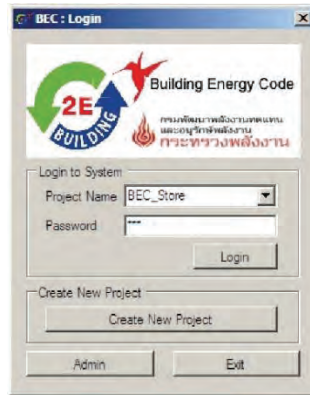 BEC : Login
Building Energy Code
2E
BUILDING
กรมพัฒนาพลังงานทดแทน
และอนุรักษ์พลังงาน
กระทรวงพลังงาน
Login to System
Project Name BEC_Store
Password ***
Login
Create New Project
Create New Project
Admin Exit